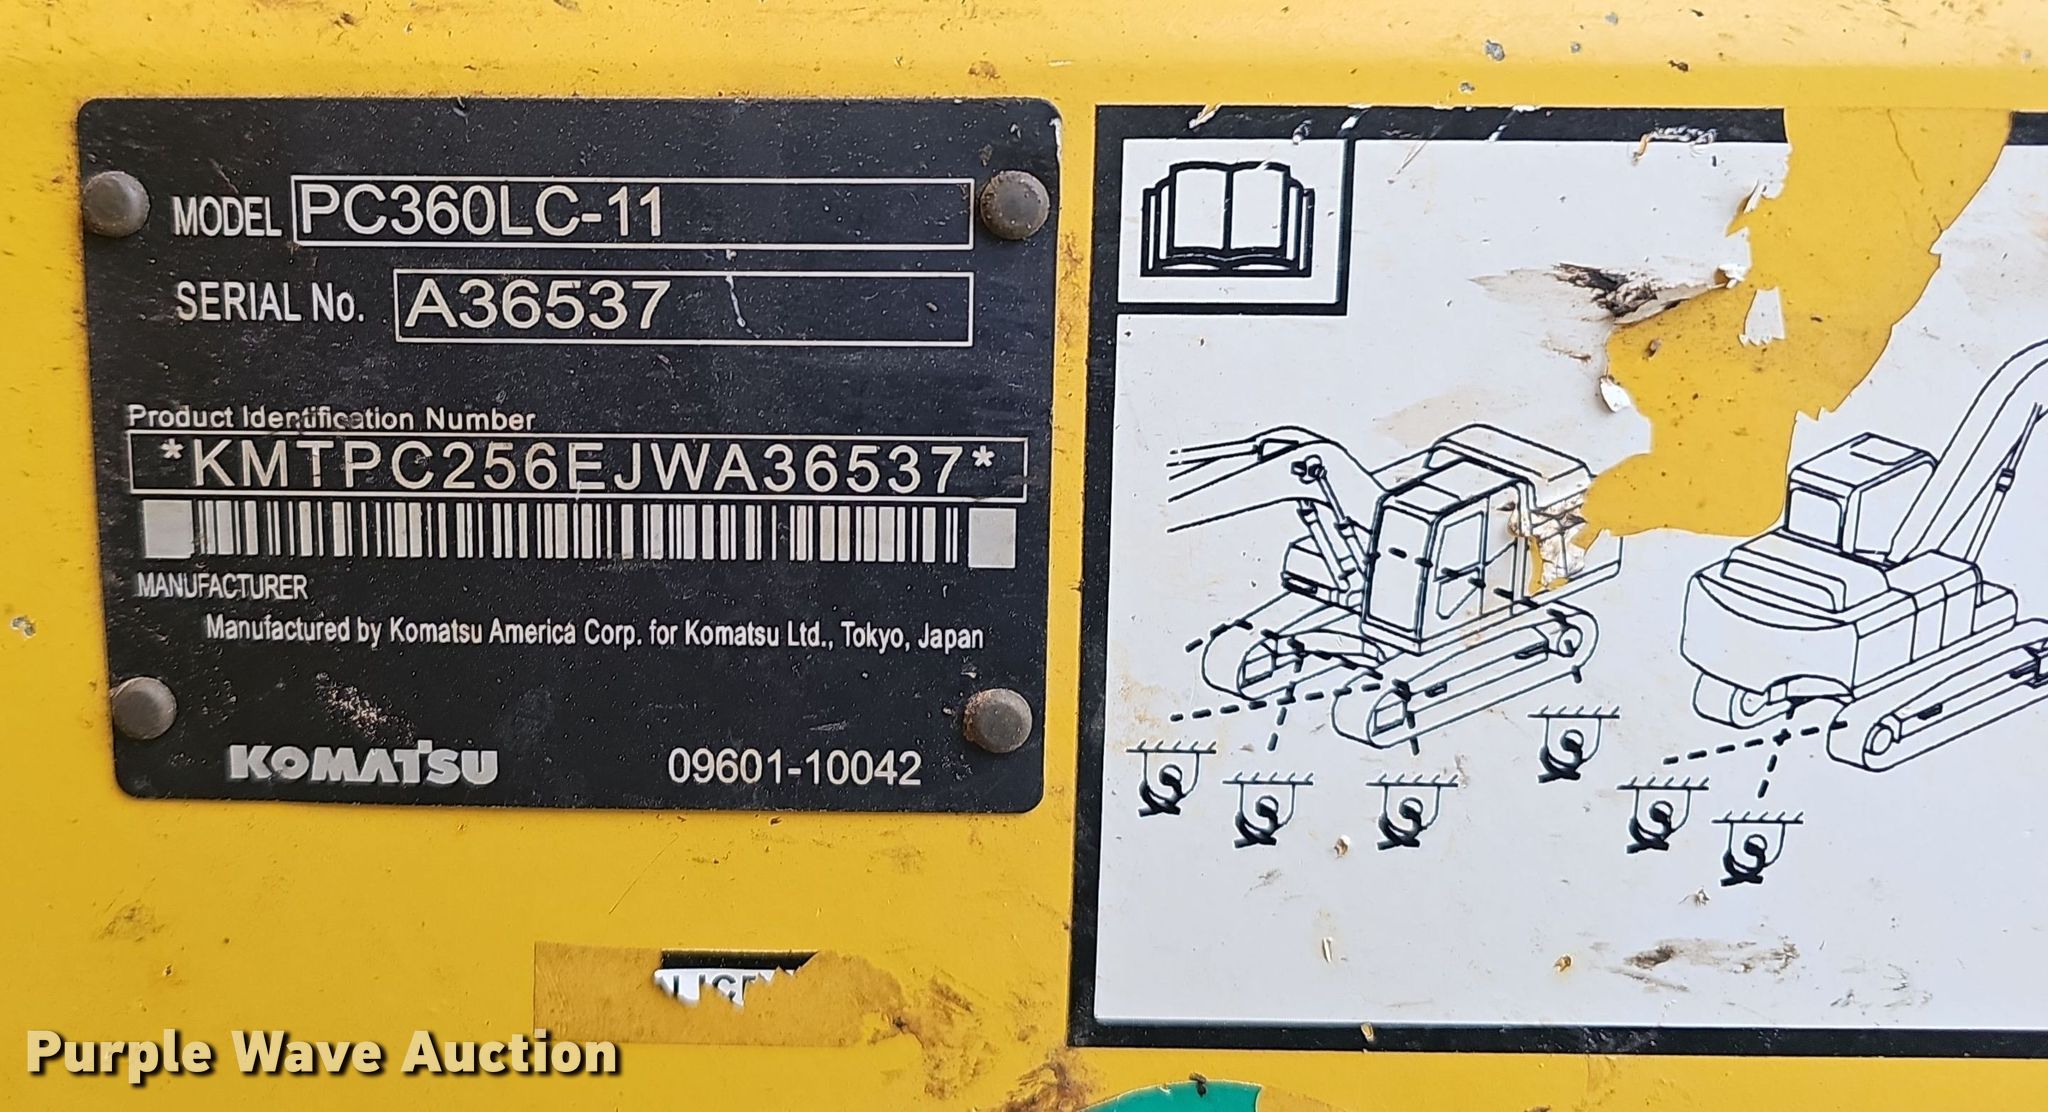 MODEL PC360LC-11
SERIAL No. A36537
Product Identification Number
*KMTPC256EJWA36537*
MANUFACTURER
Manufactured by Komatsu America Corp. for Komatsu Ltd., Tokyo, Japan
KOMATSU 09601-10042
Purple Wave Auction